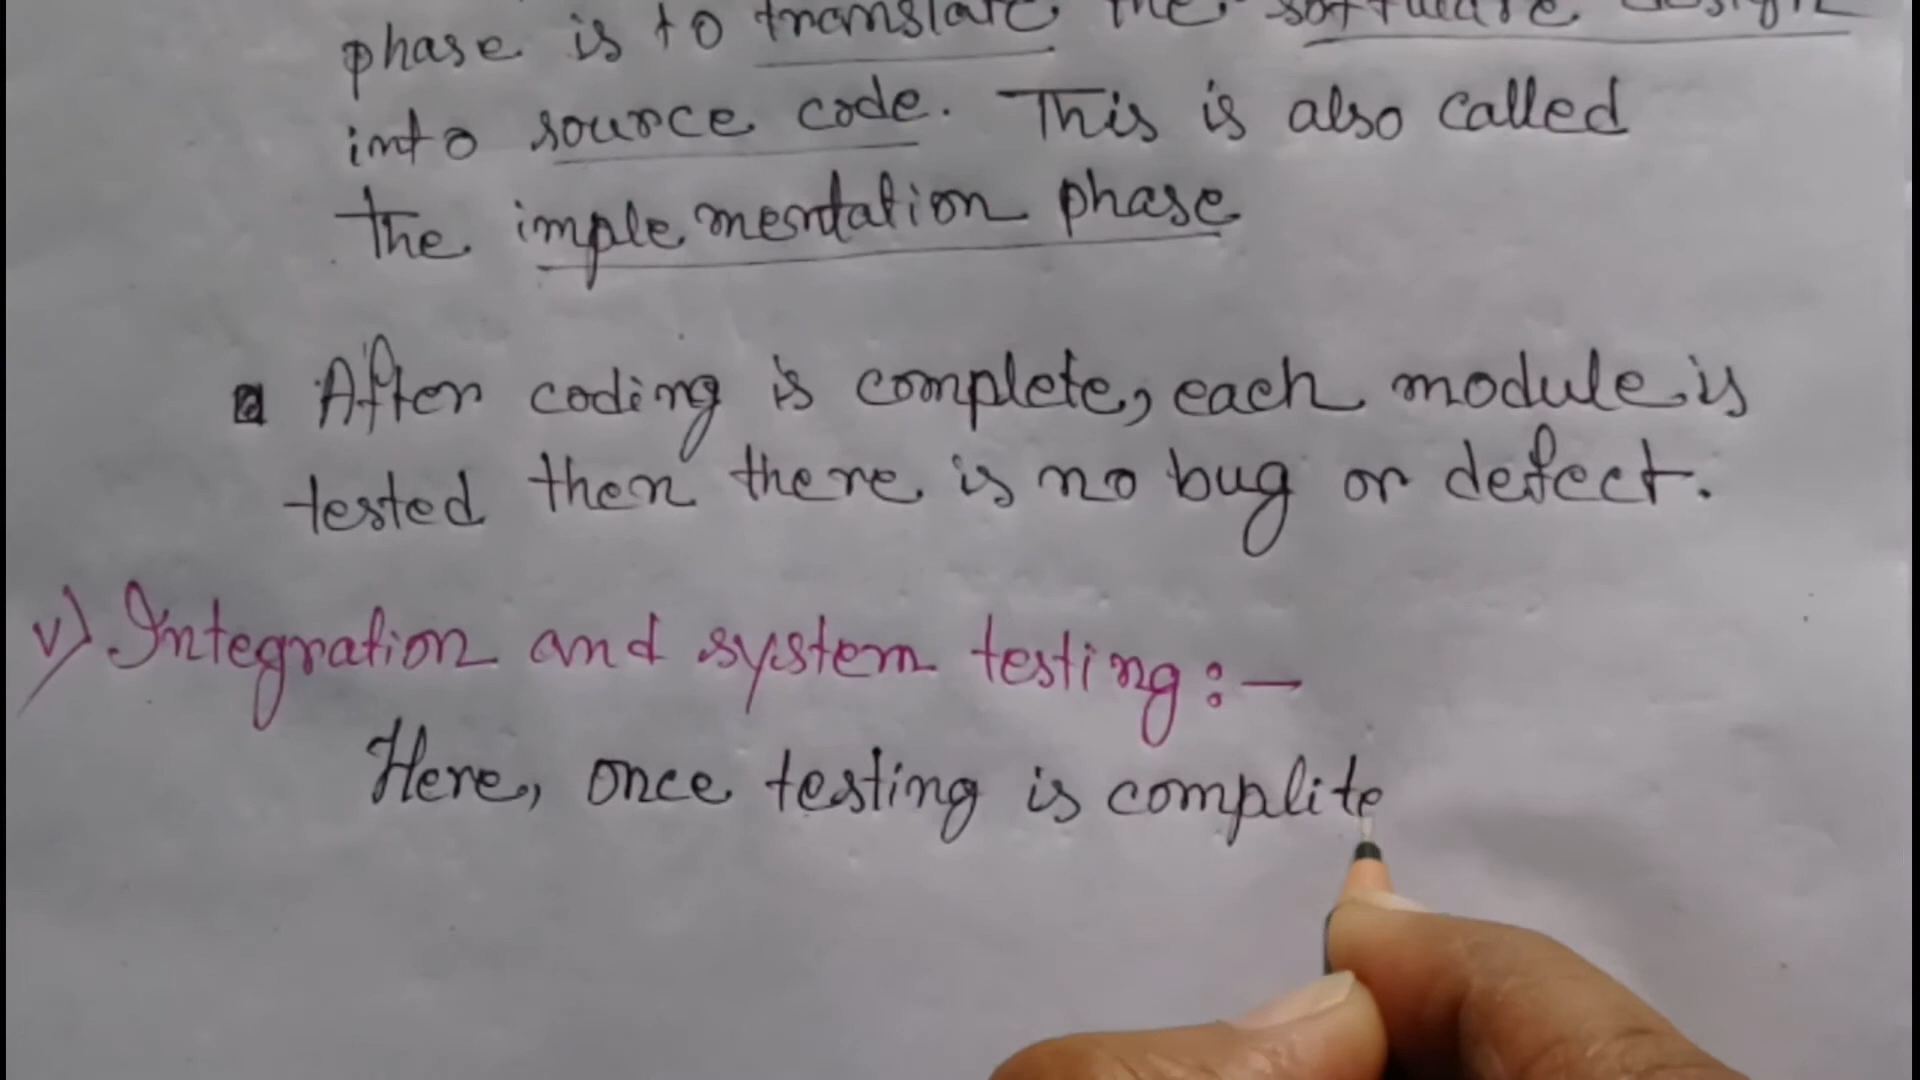 phase is to translate the software design
into source code. This is also called
the implementation phase
After coding is complete, each module is
tested then there is no bug or defect.
v) Integration and system testing :-
Here, once testing is complite